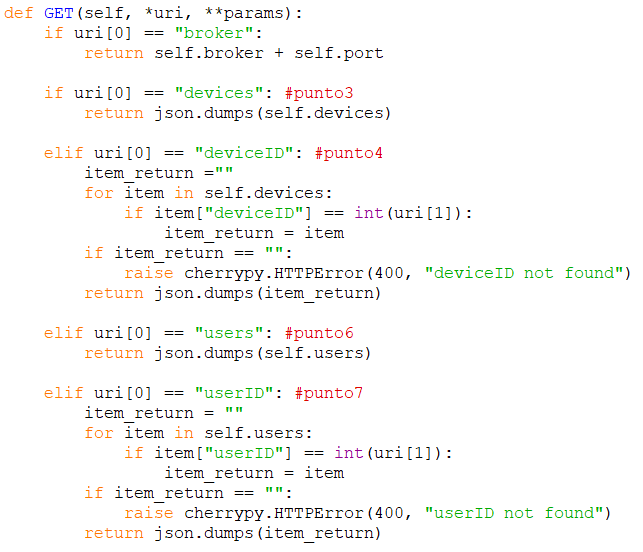 def GET(self, *uri, **params):
    if uri[0] == "broker":
        return self.broker + self.port

    if uri[0] == "devices": #punto3
        return json.dumps(self.devices)

    elif uri[0] == "deviceID": #punto4
        item_return =""
        for item in self.devices:
            if item["deviceID"] == int(uri[1]):
                item_return = item
        if item_return == "":
            raise cherrypy.HTTPError(400, "deviceID not found")
        return json.dumps(item_return)

    elif uri[0] == "users": #punto6
        return json.dumps(self.users)

    elif uri[0] == "userID": #punto7
        item_return = ""
        for item in self.users:
            if item["userID"] == int(uri[1]):
                item_return = item
        if item_return == "":
            raise cherrypy.HTTPError(400, "userID not found")
        return json.dumps(item_return)